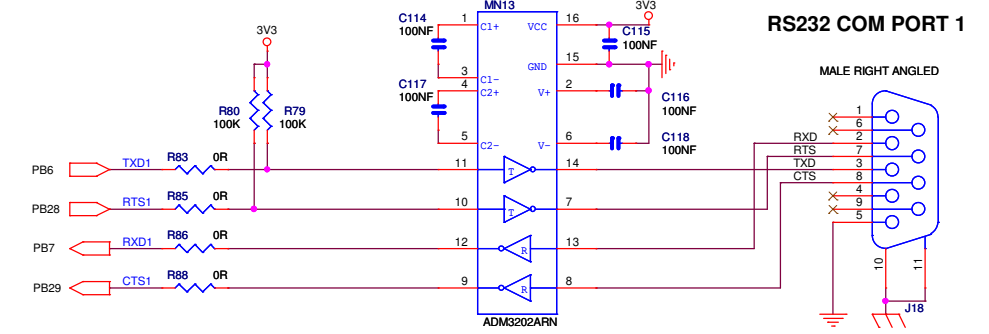 RS232 COM PORT 1
MN13
3V3
3V3
C114
100NF
1
C1+
VCC
16
C115
100NF
3
C1-
GND
15
4
C2+
V+
2
C117
100NF
C116
100NF
5
C2-
V-
6
C118
100NF
R80
100K
R79
100K
MALE RIGHT ANGLED
PB6
TXD1
R83
0R
11
T
14
PB28
RTS1
R85
0R
10
T
7
PB7
RXD1
R86
0R
12
R
13
PB29
CTS1
R88
0R
9
R
8
ADM3202ARN
1
6
RXD
2
RTS
7
TXD
3
CTS
8
4
9
5
10
11
J18